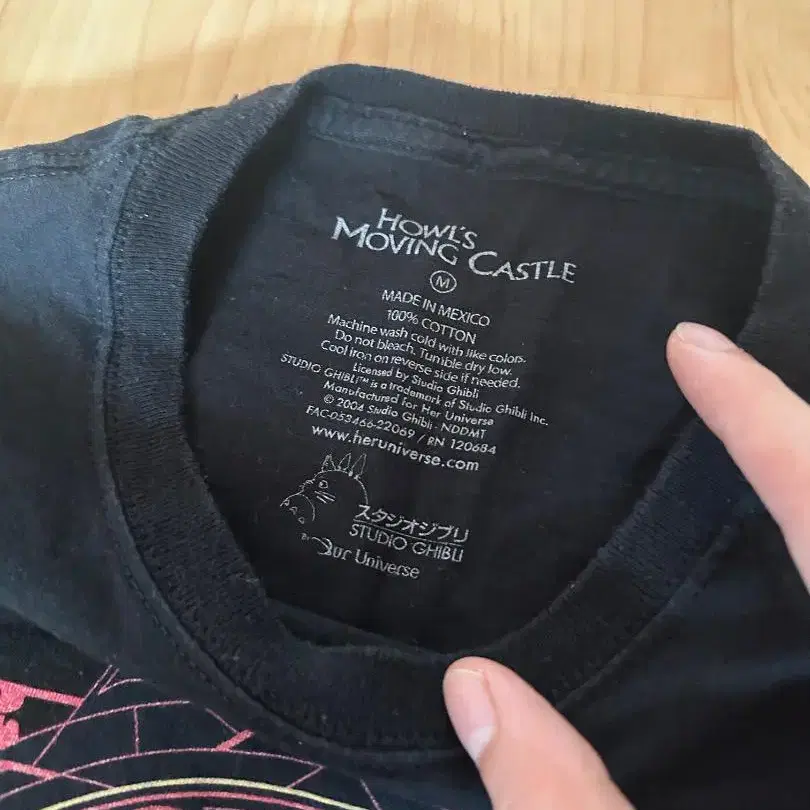 HOWL'S
MOVING CASTLE
M
MADE IN MEXICO
100% COTTON
Machine wash cold with like colors.
Do not bleach. Tumble dry low.
Cool iron on reverse side if needed.
Licensed by Studio Ghibli
STUDIO GHIBLI™ is a trademark of Studio Ghibli Inc.
Manufactured for Her Universe
© 2004 Studio Ghibli - NDDMT
FAC-053466-22069 / RN 120684
www.heruniverse.com
スタジオジブリ
STUDIO GHIBLI
Universe